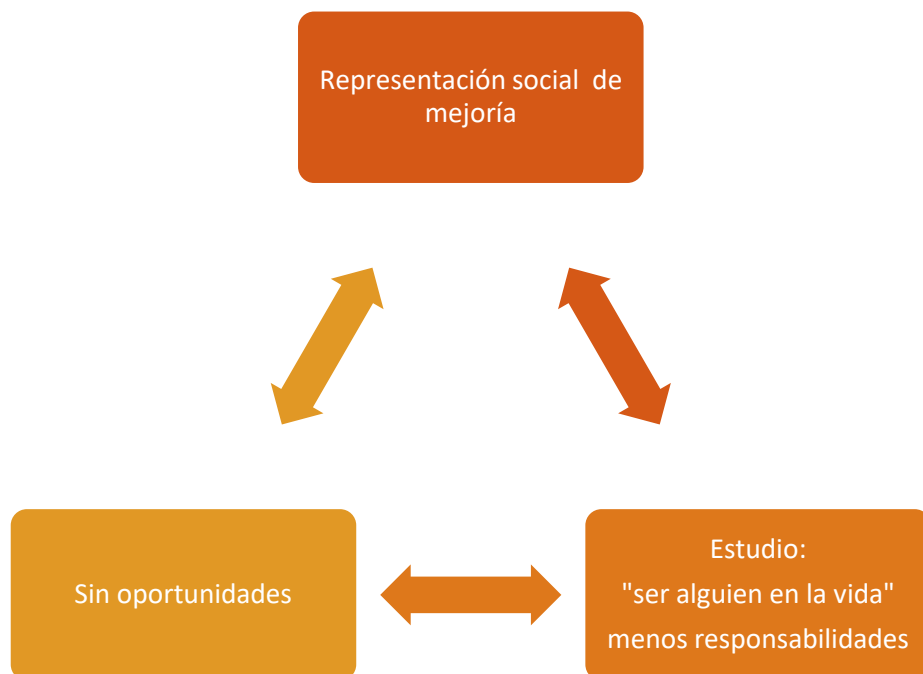 Representación social de
mejoría
Sin oportunidades
Estudio:
"ser alguien en la vida"
menos responsabilidades